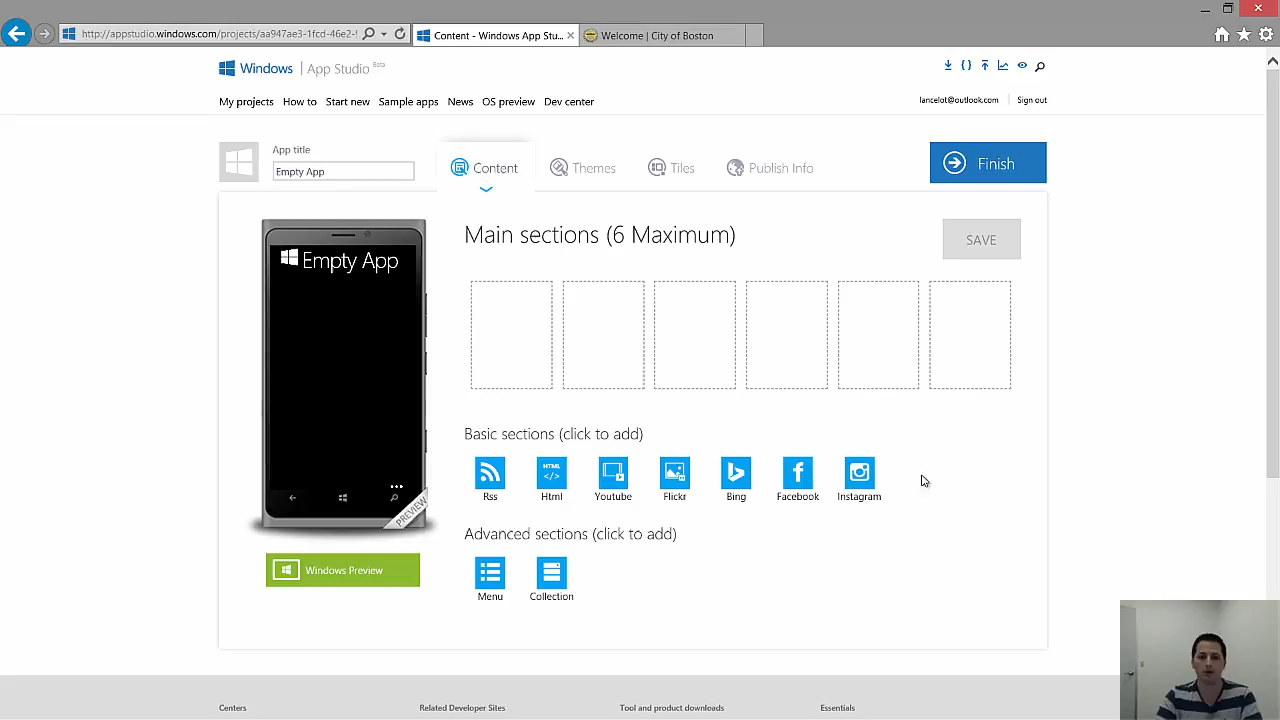 http://appstudio.windows.com/projects/aa947ae3-1fcd-46e2-
Content - Windows App Stu...
Welcome | City of Boston
Windows | App Studio Beta
My projects How to Start new Sample apps News OS preview Dev center
lancelot@outlook.com Sign out
App title
Empty App
Content
Themes
Tiles
Publish Info
Finish
Main sections (6 Maximum)
SAVE
Empty App
PREVIEW
Windows Preview
Basic sections (click to add)
HTML
</>
Rss Html Youtube Flickr Bing Facebook Instagram
Advanced sections (click to add)
Menu Collection
Centers Related Developer Sites Tool and product downloads Essentials